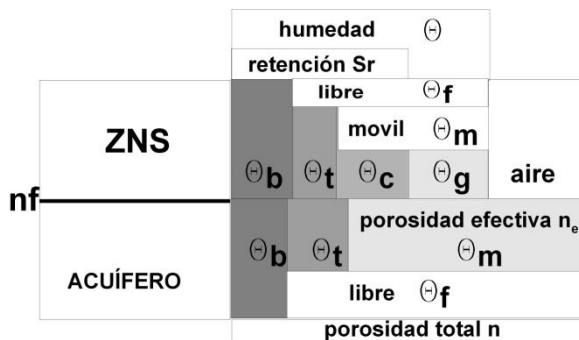 humedad Θ
retención Sr
libre Θf
movil Θm
ZNS
Θb Θt Θc Θg aire
nf
porosidad efectiva ne
Θb Θt Θm
ACUÍFERO
libre Θf
porosidad total n